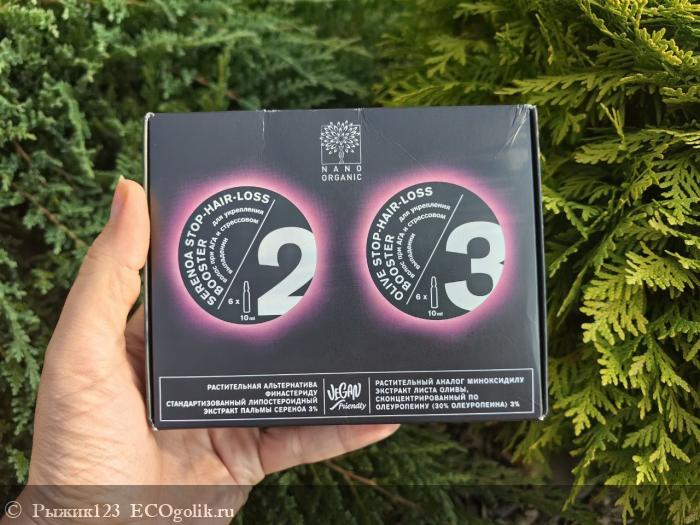 NANO
ORGANIC
SERENOA STOP-HAIR-LOSS
BOOSTER
для укрепления
волос при АГА и стрессовом
выпадении
2
6 x
10 ml
OLIVE STOP-HAIR-LOSS
BOOSTER
для укрепления
волос при АГА и стрессовом
выпадении
3
6 x
10 ml
РАСТИТЕЛЬНАЯ АЛЬТЕРНАТИВА
ФИНАСТЕРИДУ
СТАНДАРТИЗОВАННЫЙ ЛИПОСТЕРОИДНЫЙ
ЭКСТРАКТ ПАЛЬМЫ СЕРЕНОА 3%
VEGAN
friendly
РАСТИТЕЛЬНЫЙ АНАЛОГ МИНОКСИДИЛУ
ЭКСТРАКТ ЛИСТА ОЛИВЫ,
СКОНЦЕНТРИРОВАННЫЙ ПО
ОЛЕУРОПЕИНУ (30% ОЛЕУРОПЕИНА) 3%
© Рыжик123 ECOgolik.ru